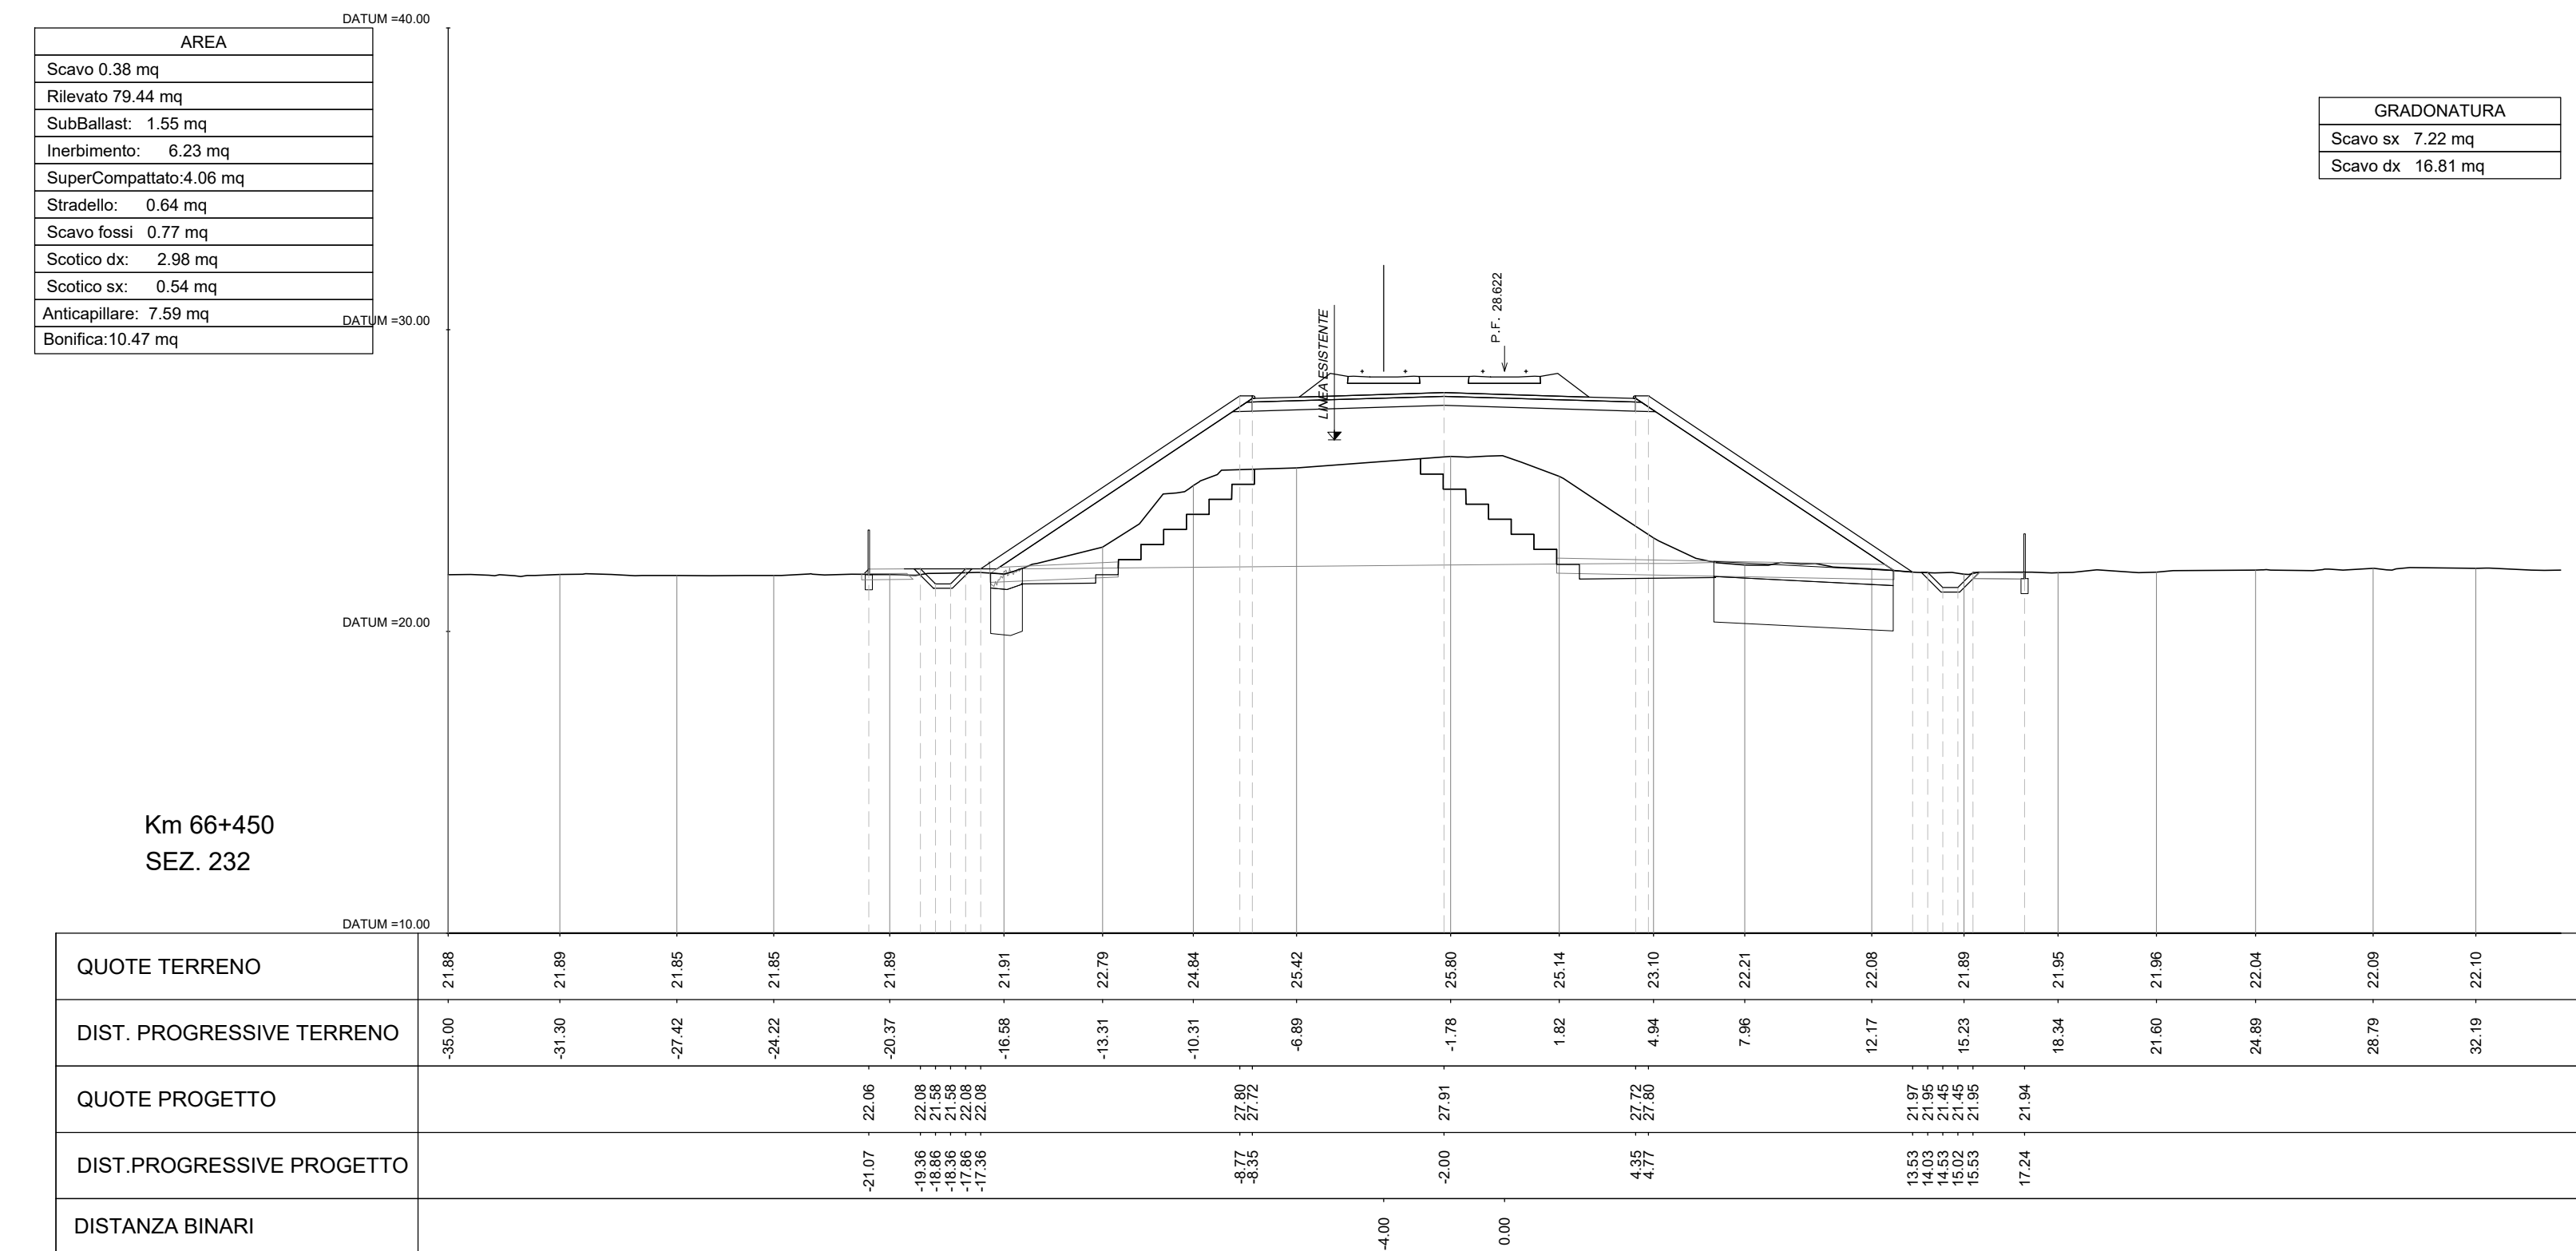 DATUM =40.00
AREA
Scavo 0.38 mq
Rilevato 79.44 mq
SubBallast: 1.55 mq
Inerbimento: 6.23 mq
SuperCompattato:4.06 mq
Stradello: 0.64 mq
Scavo fossi 0.77 mq
Scotico dx: 2.98 mq
Scotico sx: 0.54 mq
Anticapillare: 7.59 mq
Bonifica:10.47 mq
GRADONATURA
Scavo sx 7.22 mq
Scavo dx 16.81 mq
DATUM =30.00
LINEA ESISTENTE
P.F. 28.622
DATUM =20.00
Km 66+450
SEZ. 232
DATUM =10.00
QUOTE TERRENO 21.88 21.89 21.85 21.85 21.89 21.91 22.79 24.84 25.42 25.80 25.14 23.10 22.21 22.08 21.89 21.95 21.96 22.04 22.09 22.10
DIST. PROGRESSIVE TERRENO -35.00 -31.30 -27.42 -24.22 -20.37 -16.58 -13.31 -10.31 -6.89 -1.78 1.82 4.94 7.96 12.17 15.23 18.34 21.60 24.89 28.79 32.19
QUOTE PROGETTO 22.06 22.08 21.58 21.58 22.08 22.08 27.80 27.72 27.91 27.72 27.80 21.97 21.95 21.45 21.45 21.95 21.94
DIST.PROGRESSIVE PROGETTO -21.07 -19.36 -18.86 -18.36 -17.86 -17.36 -8.77 -8.35 -2.00 4.35 4.77 13.53 14.03 14.53 15.02 15.53 17.24
DISTANZA BINARI -4.00 0.00